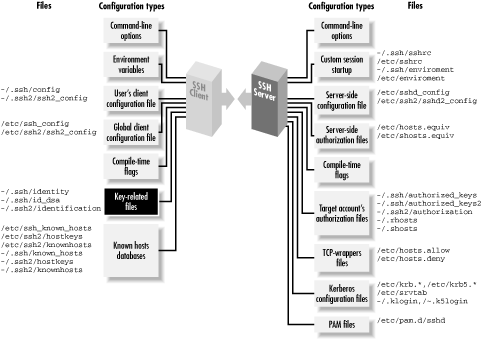 Files
Configuration types
Configuration types
Files
Command-line
options
Environment
variables
User's client
configuration file
~/.ssh/config
~/.ssh2/ssh2_config
Global client
configuration file
/etc/ssh_config
/etc/ssh2/ssh2_config
Compile-time
flags
Key-related
files
~/.ssh/identity
~/.ssh/id_dsa
~/.ssh2/identification
Known hosts
databases
/etc/ssh_known_hosts
/etc/ssh2/hostkeys
/etc/ssh2/knownhosts
~/.ssh/known_hosts
~/.ssh2/hostkeys
~/.ssh2/knownhosts
SSH
Client
SSH
Server
Command-line
options
Custom session
startup
~/.ssh/sshrc
/etc/sshrc
~/.ssh/enviroment
/etc/enviroment
Server-side
configuration file
/etc/sshd_config
/etc/ssh2/sshd2_config
Server-side
authorization files
/etc/hosts.equiv
/etc/shosts.equiv
Compile-time
flags
Target account's
authorization files
~/.ssh/authorized_keys
~/.ssh/authorized_keys2
~/.ssh2/authorization
~/.rhosts
~/.shosts
TCP-wrappers
files
/etc/hosts.allow
/etc/hosts.deny
Kerberos
configuration files
/etc/krb.*,/etc/krb5.*
/etc/srvtab
~/.klogin,/~.k5login
PAM files
/etc/pam.d/sshd